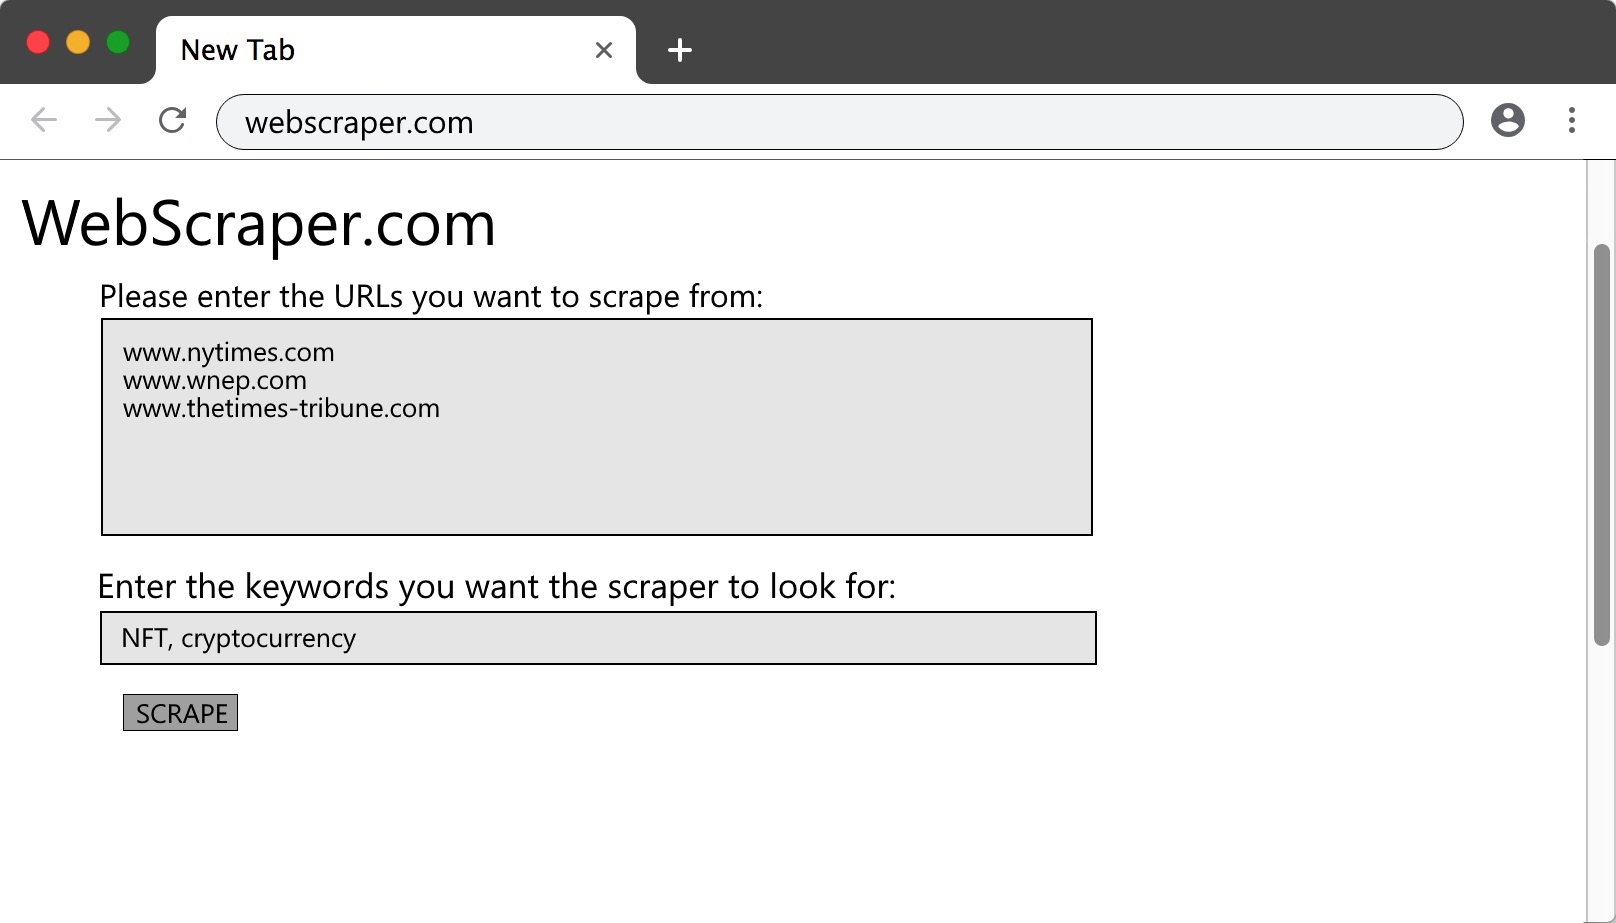 New Tab
webscraper.com
WebScraper.com
Please enter the URLs you want to scrape from:
www.nytimes.com
www.wnep.com
www.thetimes-tribune.com
Enter the keywords you want the scraper to look for:
NFT, cryptocurrency
SCRAPE